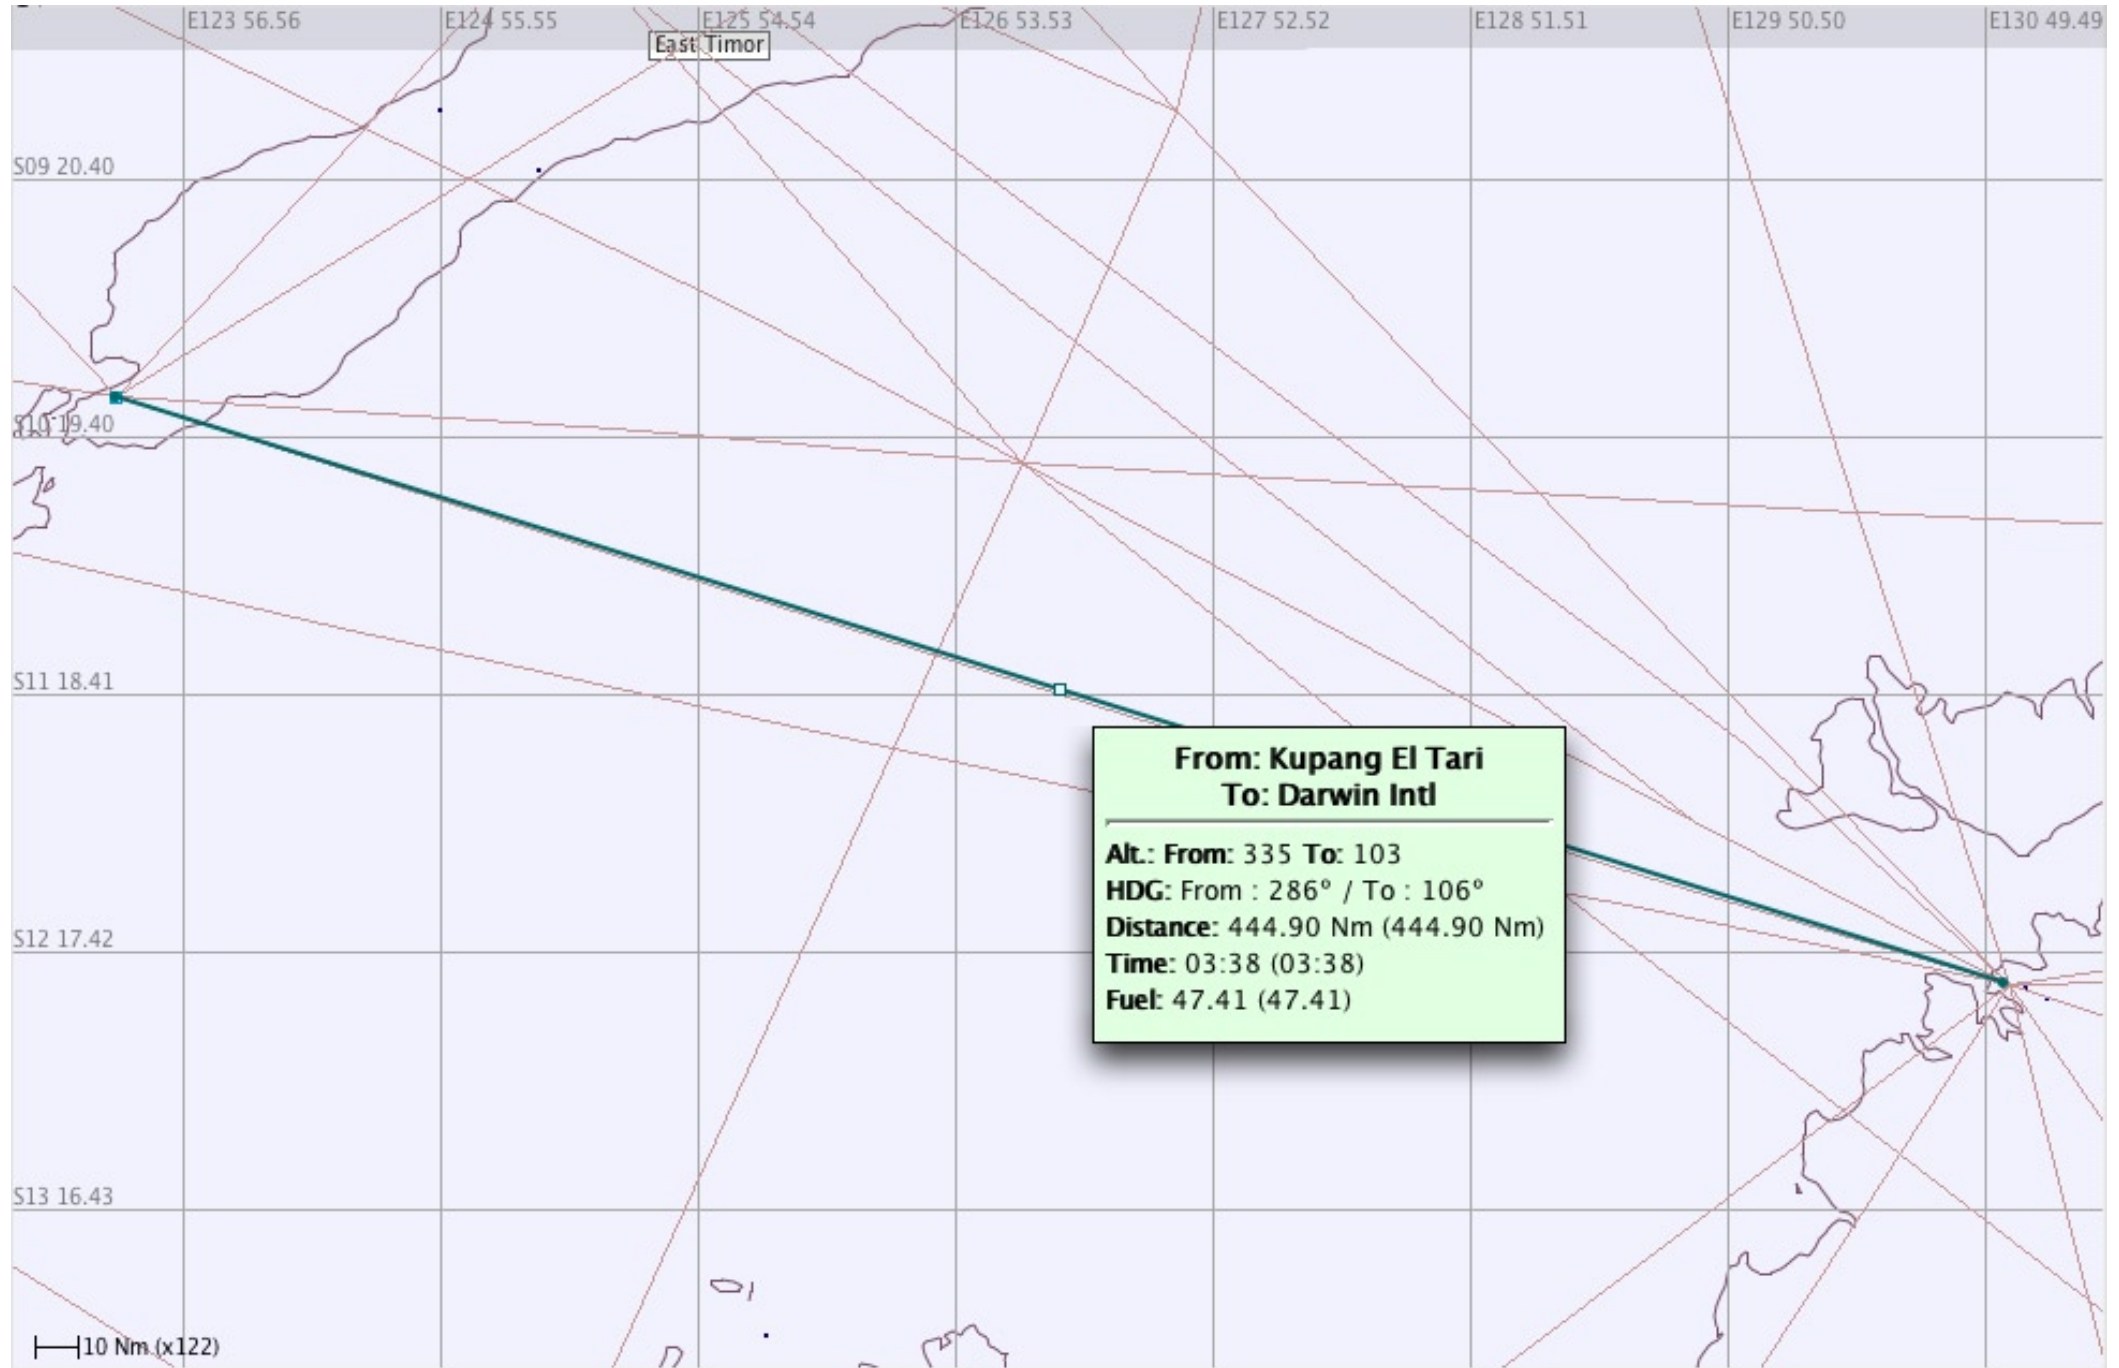 E123 56.56
E124 55.55
E125 54.54
E126 53.53
E127 52.52
E128 51.51
E129 50.50
E130 49.49
East Timor
S09 20.40
S10 19.40
S11 18.41
From: Kupang El Tari
To: Darwin Intl
Alt.: From: 335 To: 103
HDG: From : 286° / To : 106°
Distance: 444.90 Nm (444.90 Nm)
S12 17.42
Time: 03:38 (03:38)
Fuel: 47.41 (47.41)
S13 16.43
10 Nm (x122)